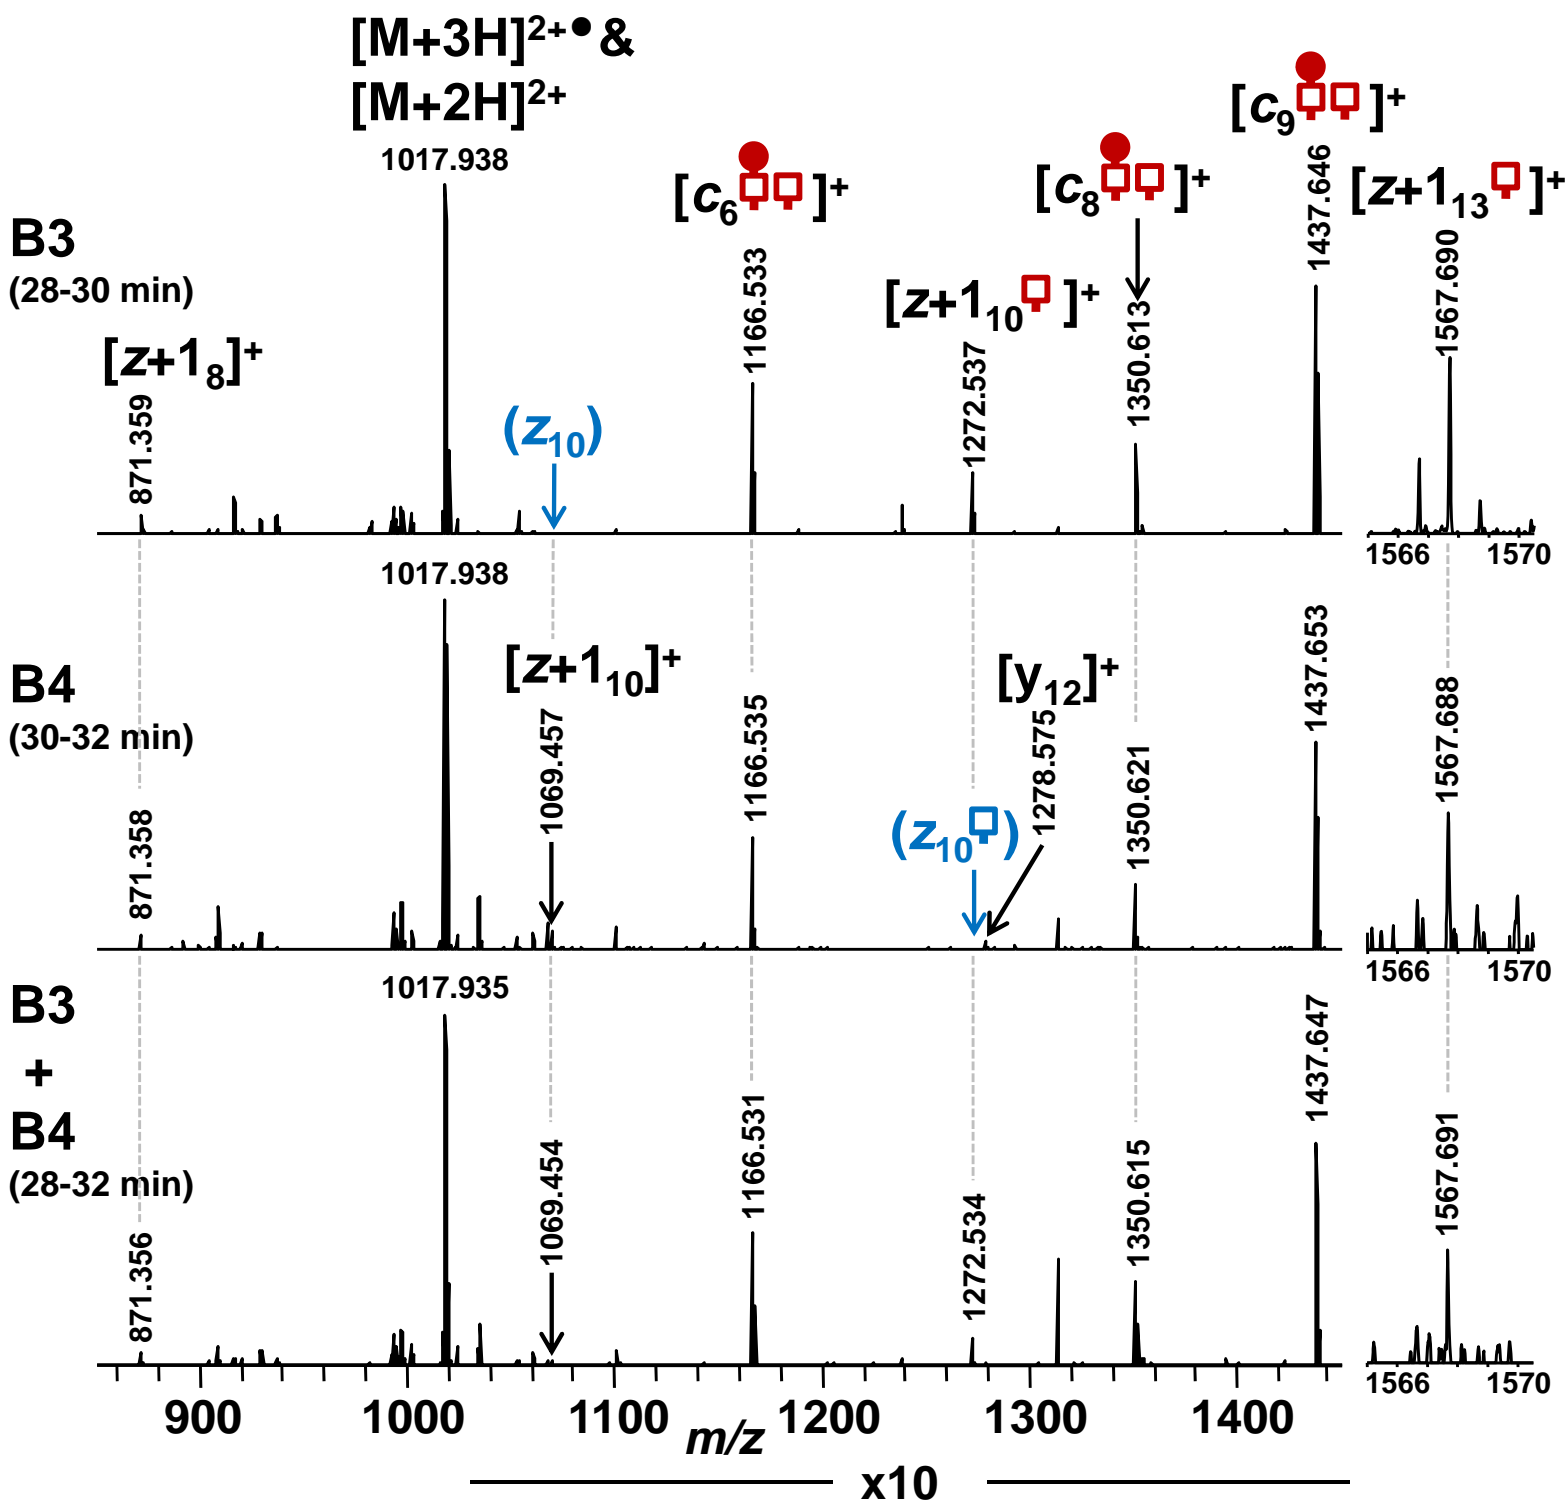 [M+3H]2+● &
[M+2H]2+
1017.938
B3
(28-30 min)
[z+18]+
871.359
(z10)
[c6 ]+
1166.533
[z+110 ]+
1272.537
[c8 ]+
1350.613
[c9 ]+
1437.646
[z+113 ]+
1567.690
1566 1570
B4
(30-32 min)
871.358
1017.938
[z+110]+
1069.457
1166.535
(z10 )
[y12]+
1278.575
1350.621
1437.653
1567.688
1566 1570
B3
+
B4
(28-32 min)
871.356
1017.935
1069.454
1166.531
1272.534
1350.615
1437.647
1567.691
1566 1570
900 1000 1100 1200 1300 1400
m/z
x10